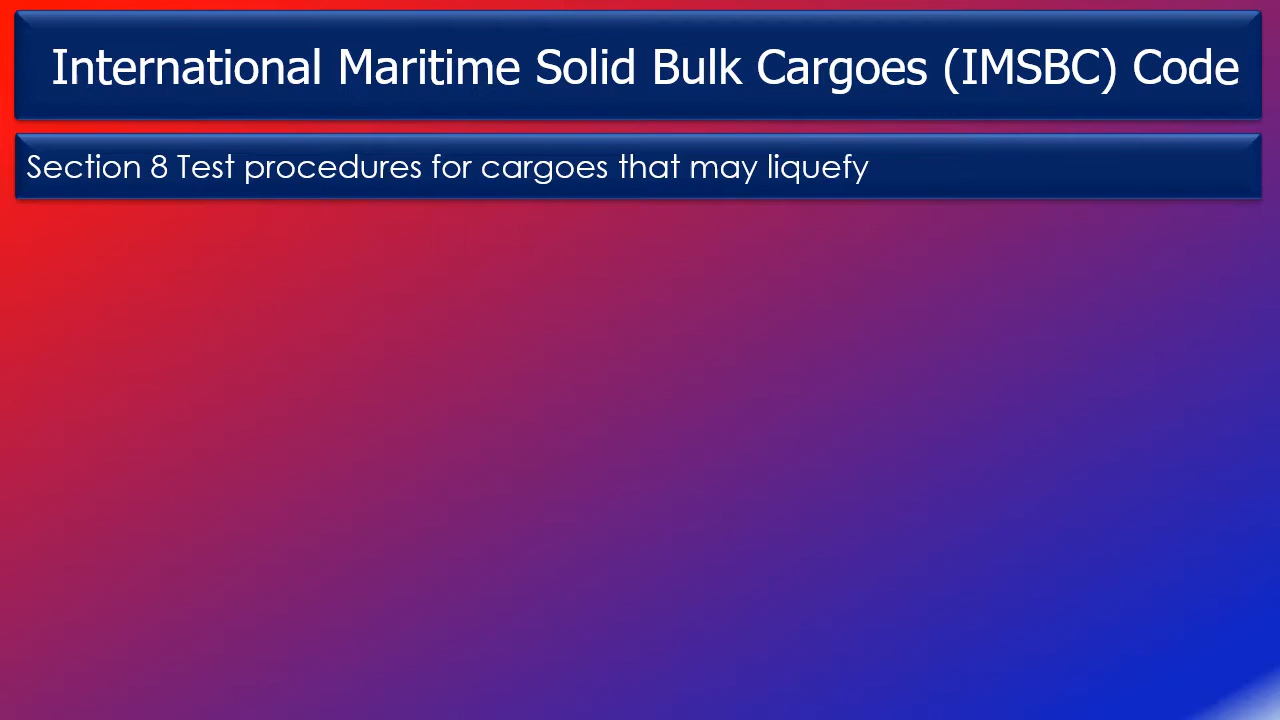 International Maritime Solid Bulk Cargoes (IMSBC) Code
Section 8 Test procedures for cargoes that may liquefy